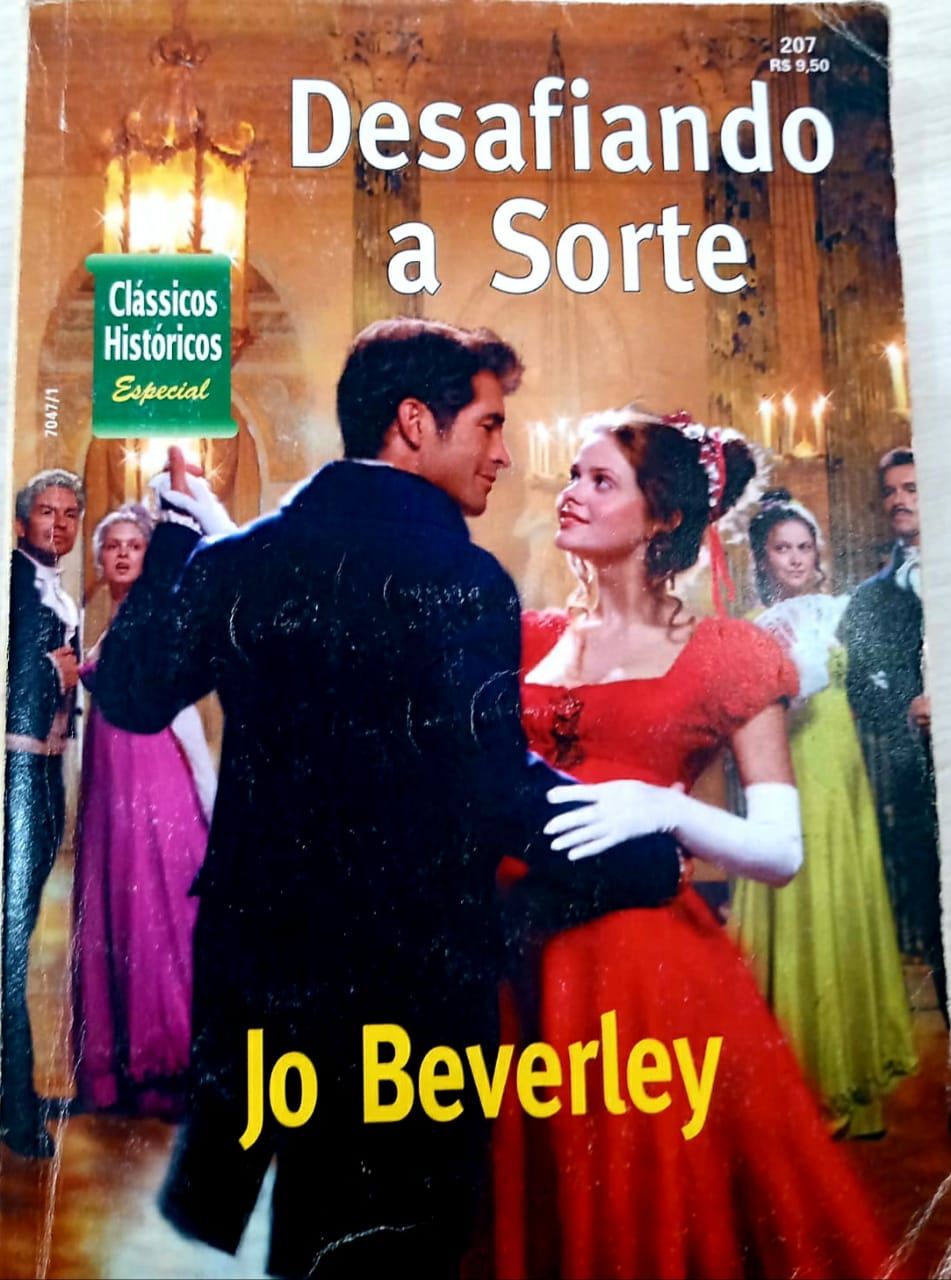 207
R$ 9,50
Desafiando
a Sorte
Clássicos
Históricos
Especial
7047/1
Jo Beverley